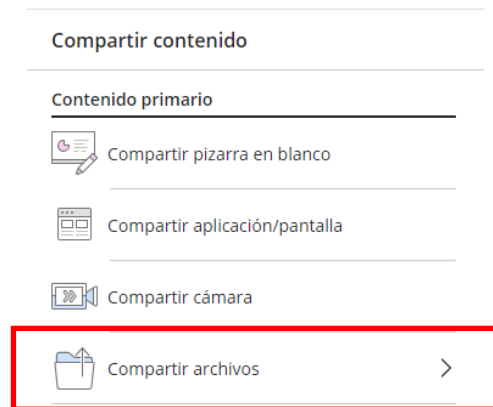 Compartir contenido
Contenido primario
Compartir pizarra en blanco
Compartir aplicación/pantalla
Compartir cámara
Compartir archivos